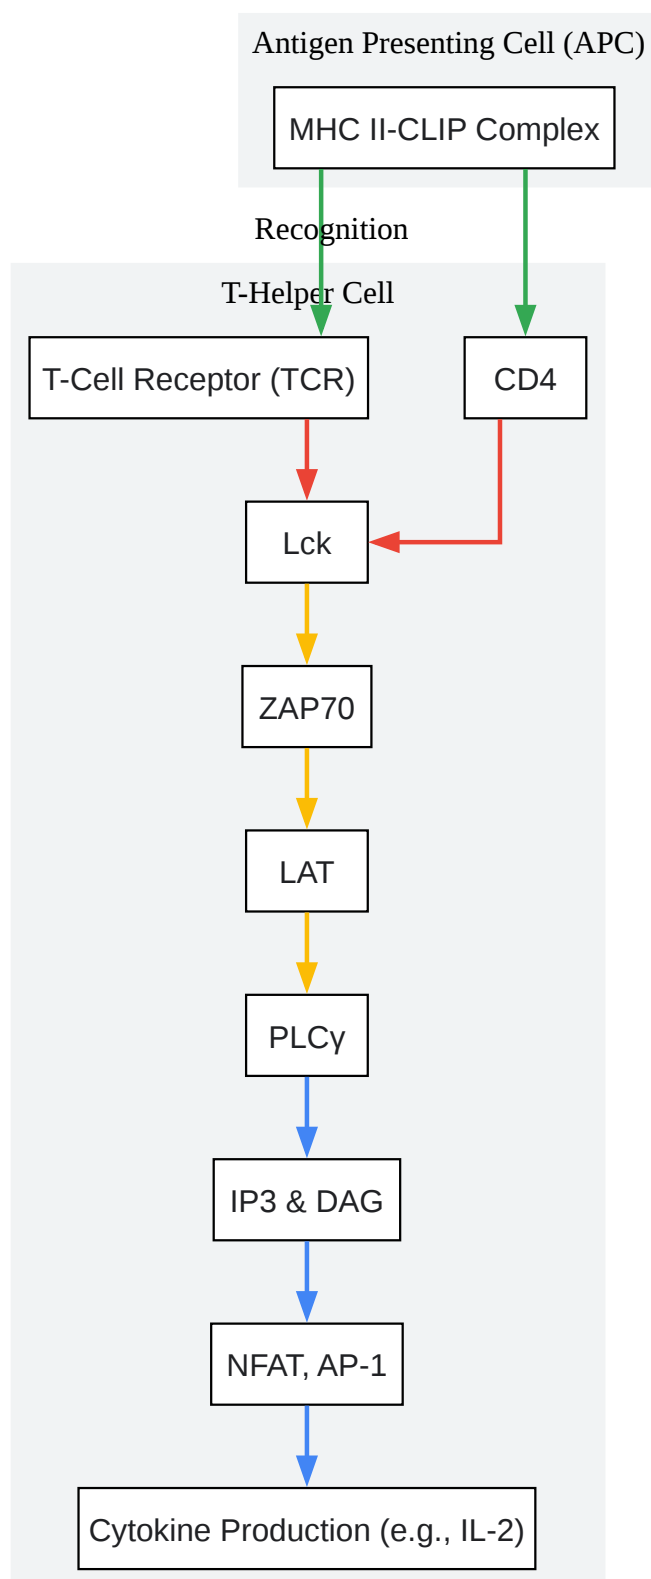 Antigen Presenting Cell (APC)
MHC II-CLIP Complex
Recognition
T-Helper Cell
T-Cell Receptor (TCR)
CD4
Lck
ZAP70
LAT
PLCγ
IP3 & DAG
NFAT, AP-1
Cytokine Production (e.g., IL-2)